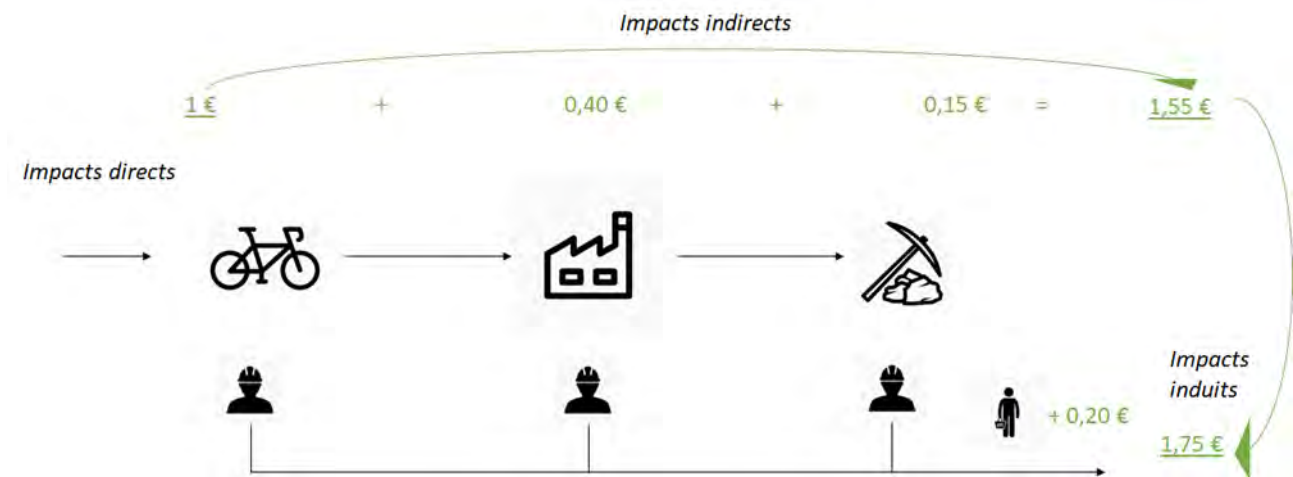 Impacts indirects
1 € + 0,40 € + 0,15 € = 1,55 €
Impacts directs
Impacts
induits
+ 0,20 €
1,75 €